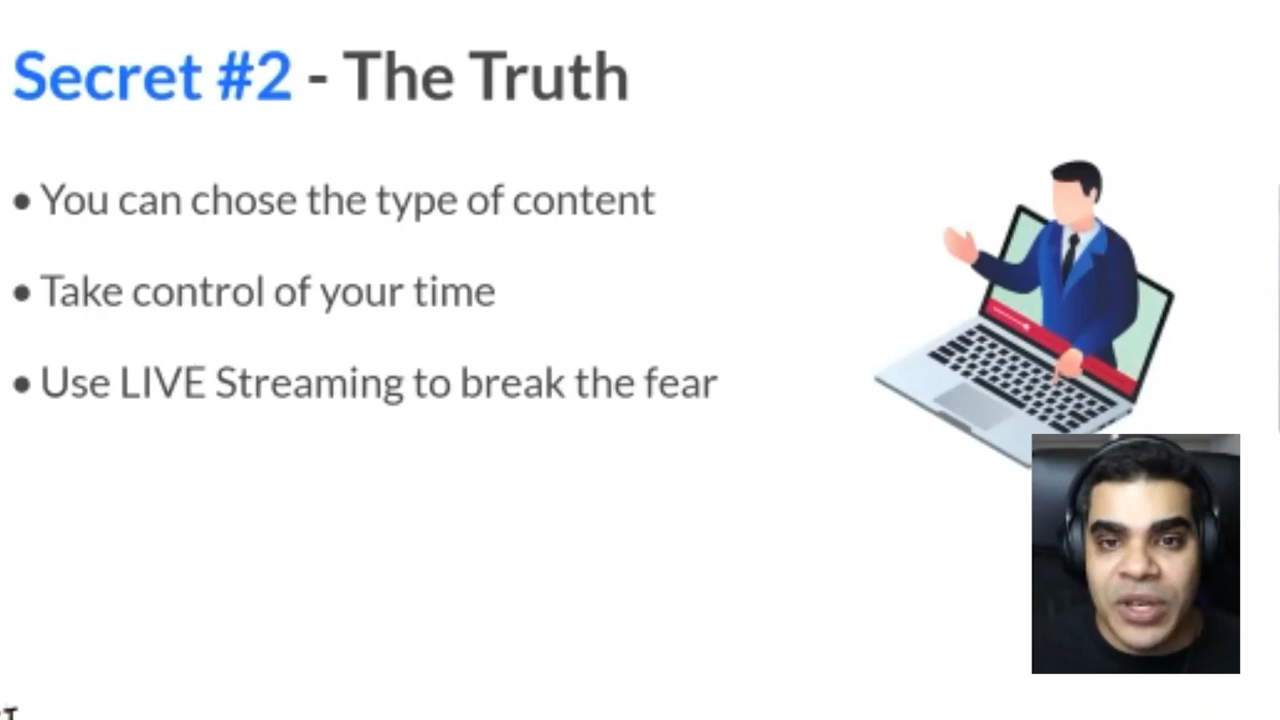 Secret #2 - The Truth
• You can chose the type of content
• Take control of your time
• Use LIVE Streaming to break the fear